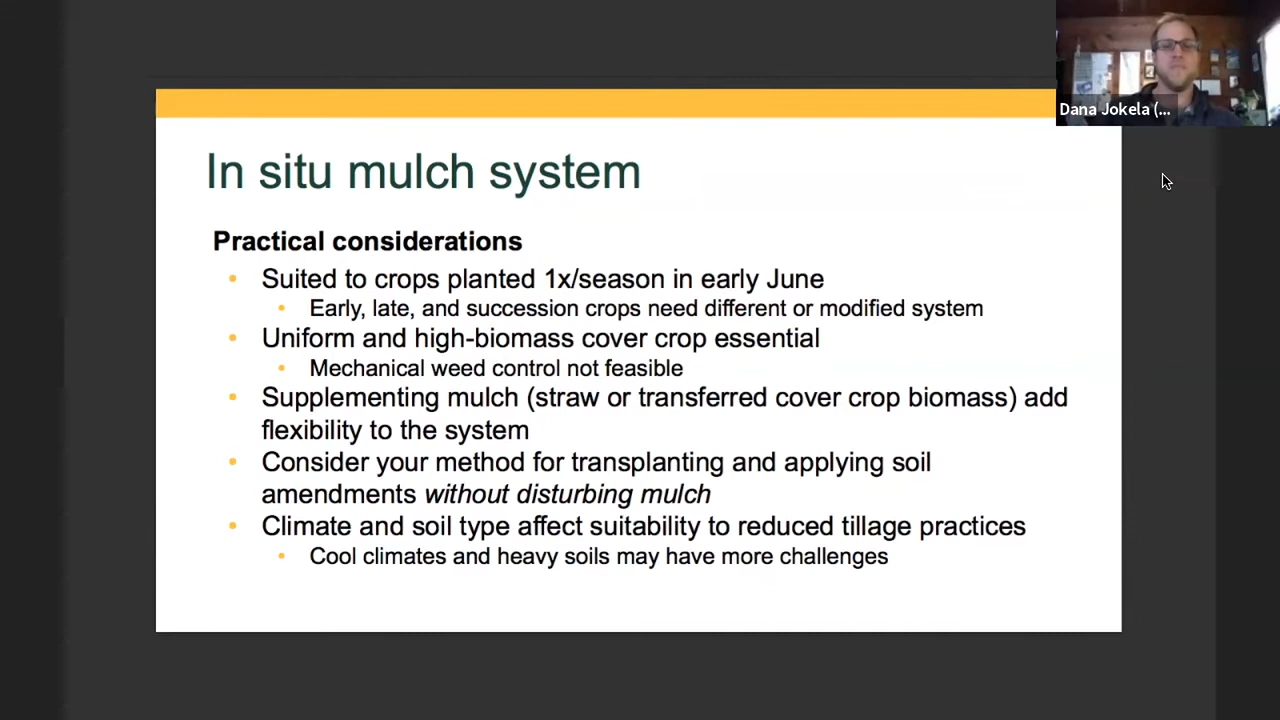 Dana Jokela (...
In situ mulch system
Practical considerations
• Suited to crops planted 1x/season in early June
• Early, late, and succession crops need different or modified system
• Uniform and high-biomass cover crop essential
• Mechanical weed control not feasible
• Supplementing mulch (straw or transferred cover crop biomass) add
flexibility to the system
• Consider your method for transplanting and applying soil
amendments without disturbing mulch
• Climate and soil type affect suitability to reduced tillage practices
• Cool climates and heavy soils may have more challenges